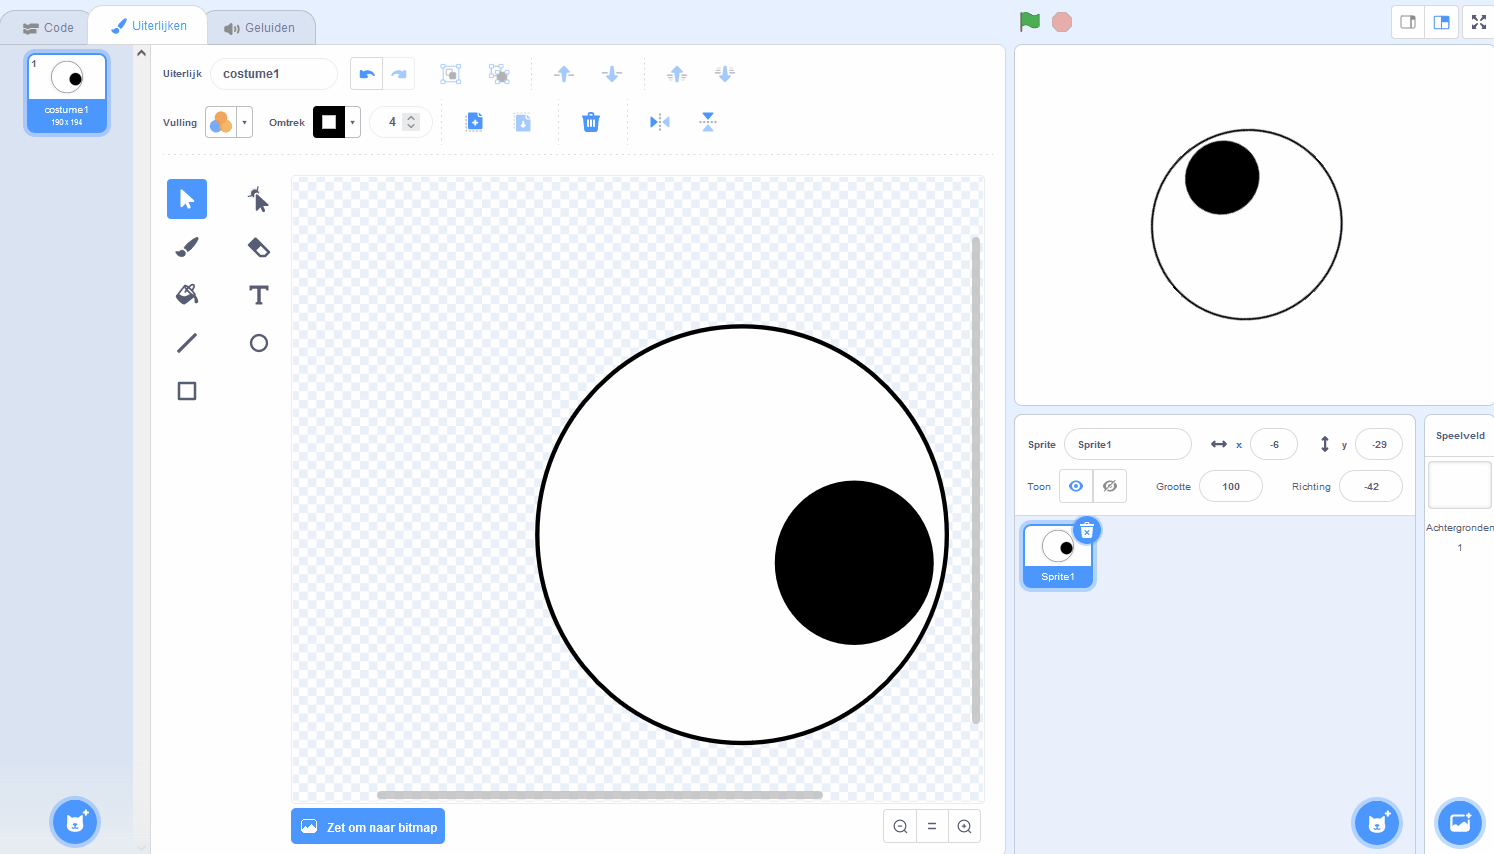 Code
Uiterlijken
Geluiden
1
costume1
190 x 194
Uiterlijk
costume1
Vulling
Omtrek
4
Zet om naar bitmap
Sprite
Sprite1
x
-6
y
-29
Toon
Grootte
100
Richting
-42
Sprite1
Speelveld
Achtergronden
1